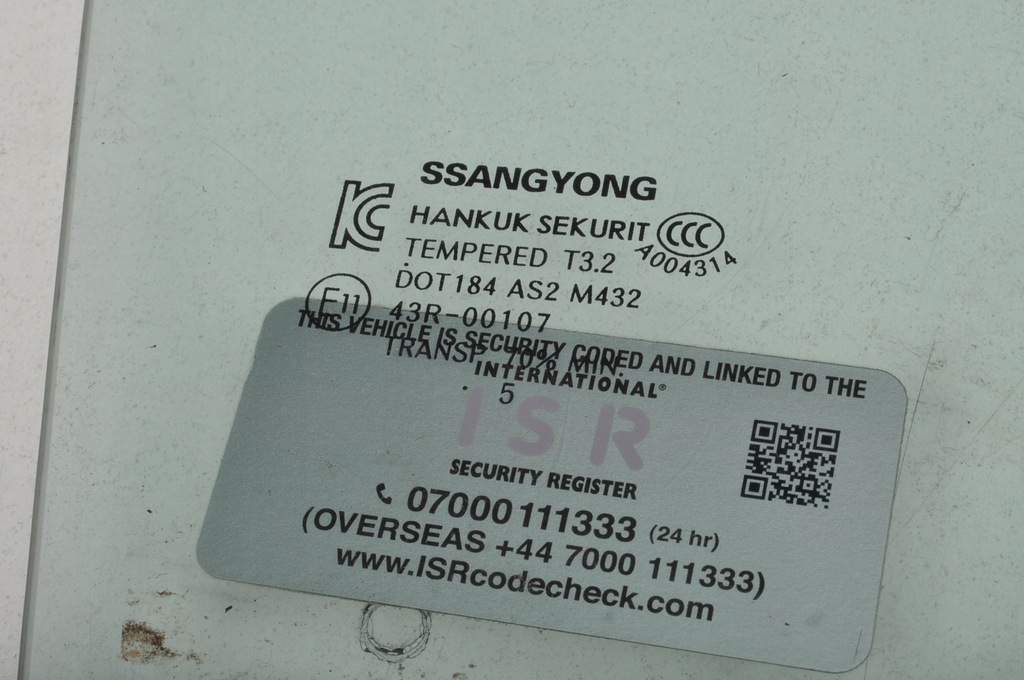 SSANGYONG
KC
HANKUK SEKURIT CCC
A004314
TEMPERED T3.2
DOT184 AS2 M432
E11 43R-00107
THIS VEHICLE IS SECURITY CODED AND LINKED TO THE
TRANSP. 70% MIN.
INTERNATIONAL®
. 5
ISR
SECURITY REGISTER
07000 111333 (24 hr)
(OVERSEAS +44 7000 111333)
www.ISRcodecheck.com